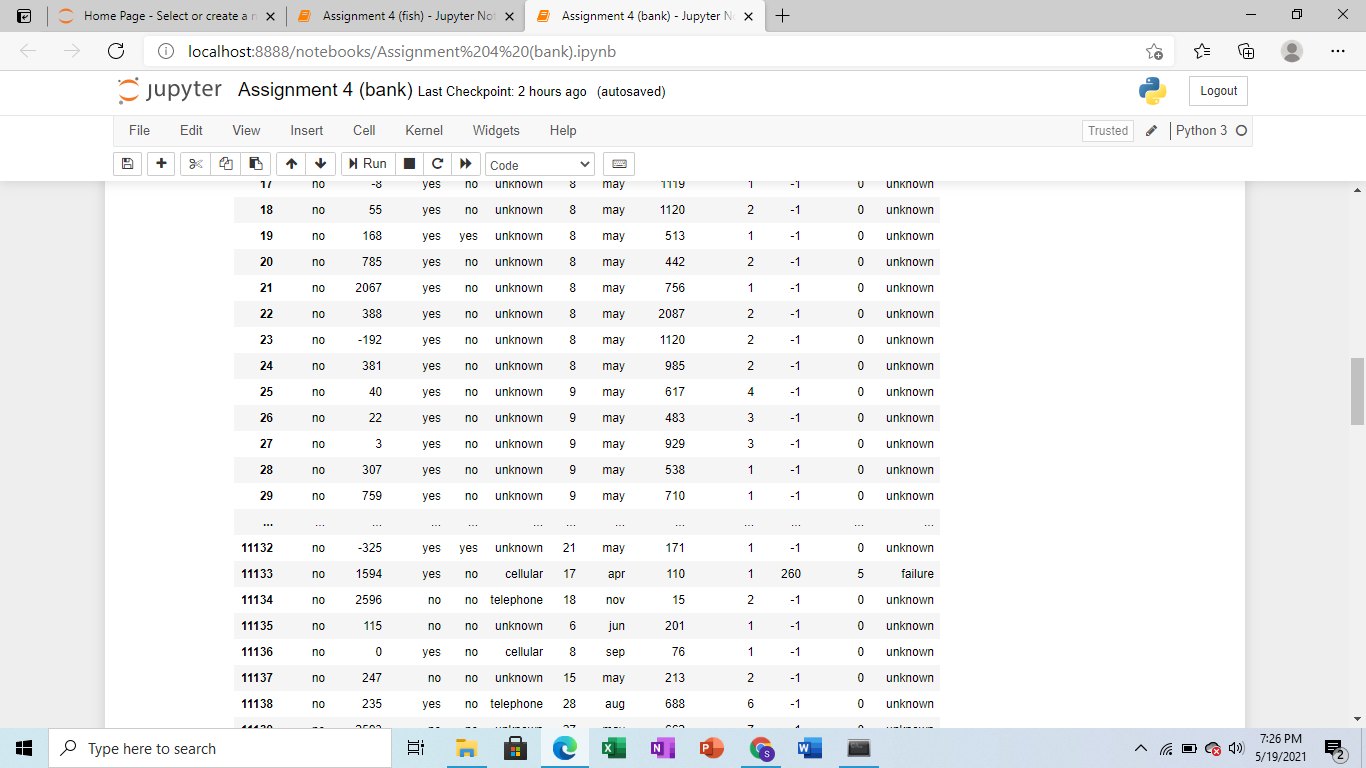 Home Page - Select or create a n
Assignment 4 (fish) - Jupyter Not
Assignment 4 (bank) - Jupyter No
localhost:8888/notebooks/Assignment%204%20(bank).ipynb
jupyter Assignment 4 (bank) Last Checkpoint: 2 hours ago (autosaved) Logout
File Edit View Insert Cell Kernel Widgets Help Trusted Python 3
Run Code
17 no -8 yes no unknown 8 may 1119 1 -1 0 unknown
18 no 55 yes no unknown 8 may 1120 2 -1 0 unknown
19 no 168 yes yes unknown 8 may 513 1 -1 0 unknown
20 no 785 yes no unknown 8 may 442 2 -1 0 unknown
21 no 2067 yes no unknown 8 may 756 1 -1 0 unknown
22 no 388 yes no unknown 8 may 2087 2 -1 0 unknown
23 no -192 yes no unknown 8 may 1120 2 -1 0 unknown
24 no 381 yes no unknown 8 may 985 2 -1 0 unknown
25 no 40 yes no unknown 9 may 617 4 -1 0 unknown
26 no 22 yes no unknown 9 may 483 3 -1 0 unknown
27 no 3 yes no unknown 9 may 929 3 -1 0 unknown
28 no 307 yes no unknown 9 may 538 1 -1 0 unknown
29 no 759 yes no unknown 9 may 710 1 -1 0 unknown
... ... ... ... ... ... ... ... ... ... ... ... ...
11132 no -325 yes yes unknown 21 may 171 1 -1 0 unknown
11133 no 1594 yes no cellular 17 apr 110 1 260 5 failure
11134 no 2596 no no telephone 18 nov 15 2 -1 0 unknown
11135 no 115 no no unknown 6 jun 201 1 -1 0 unknown
11136 no 0 yes no cellular 8 sep 76 1 -1 0 unknown
11137 no 247 no no unknown 15 may 213 2 -1 0 unknown
11138 no 235 yes no telephone 28 aug 688 6 -1 0 unknown
Type here to search
7:26 PM
5/19/2021
2